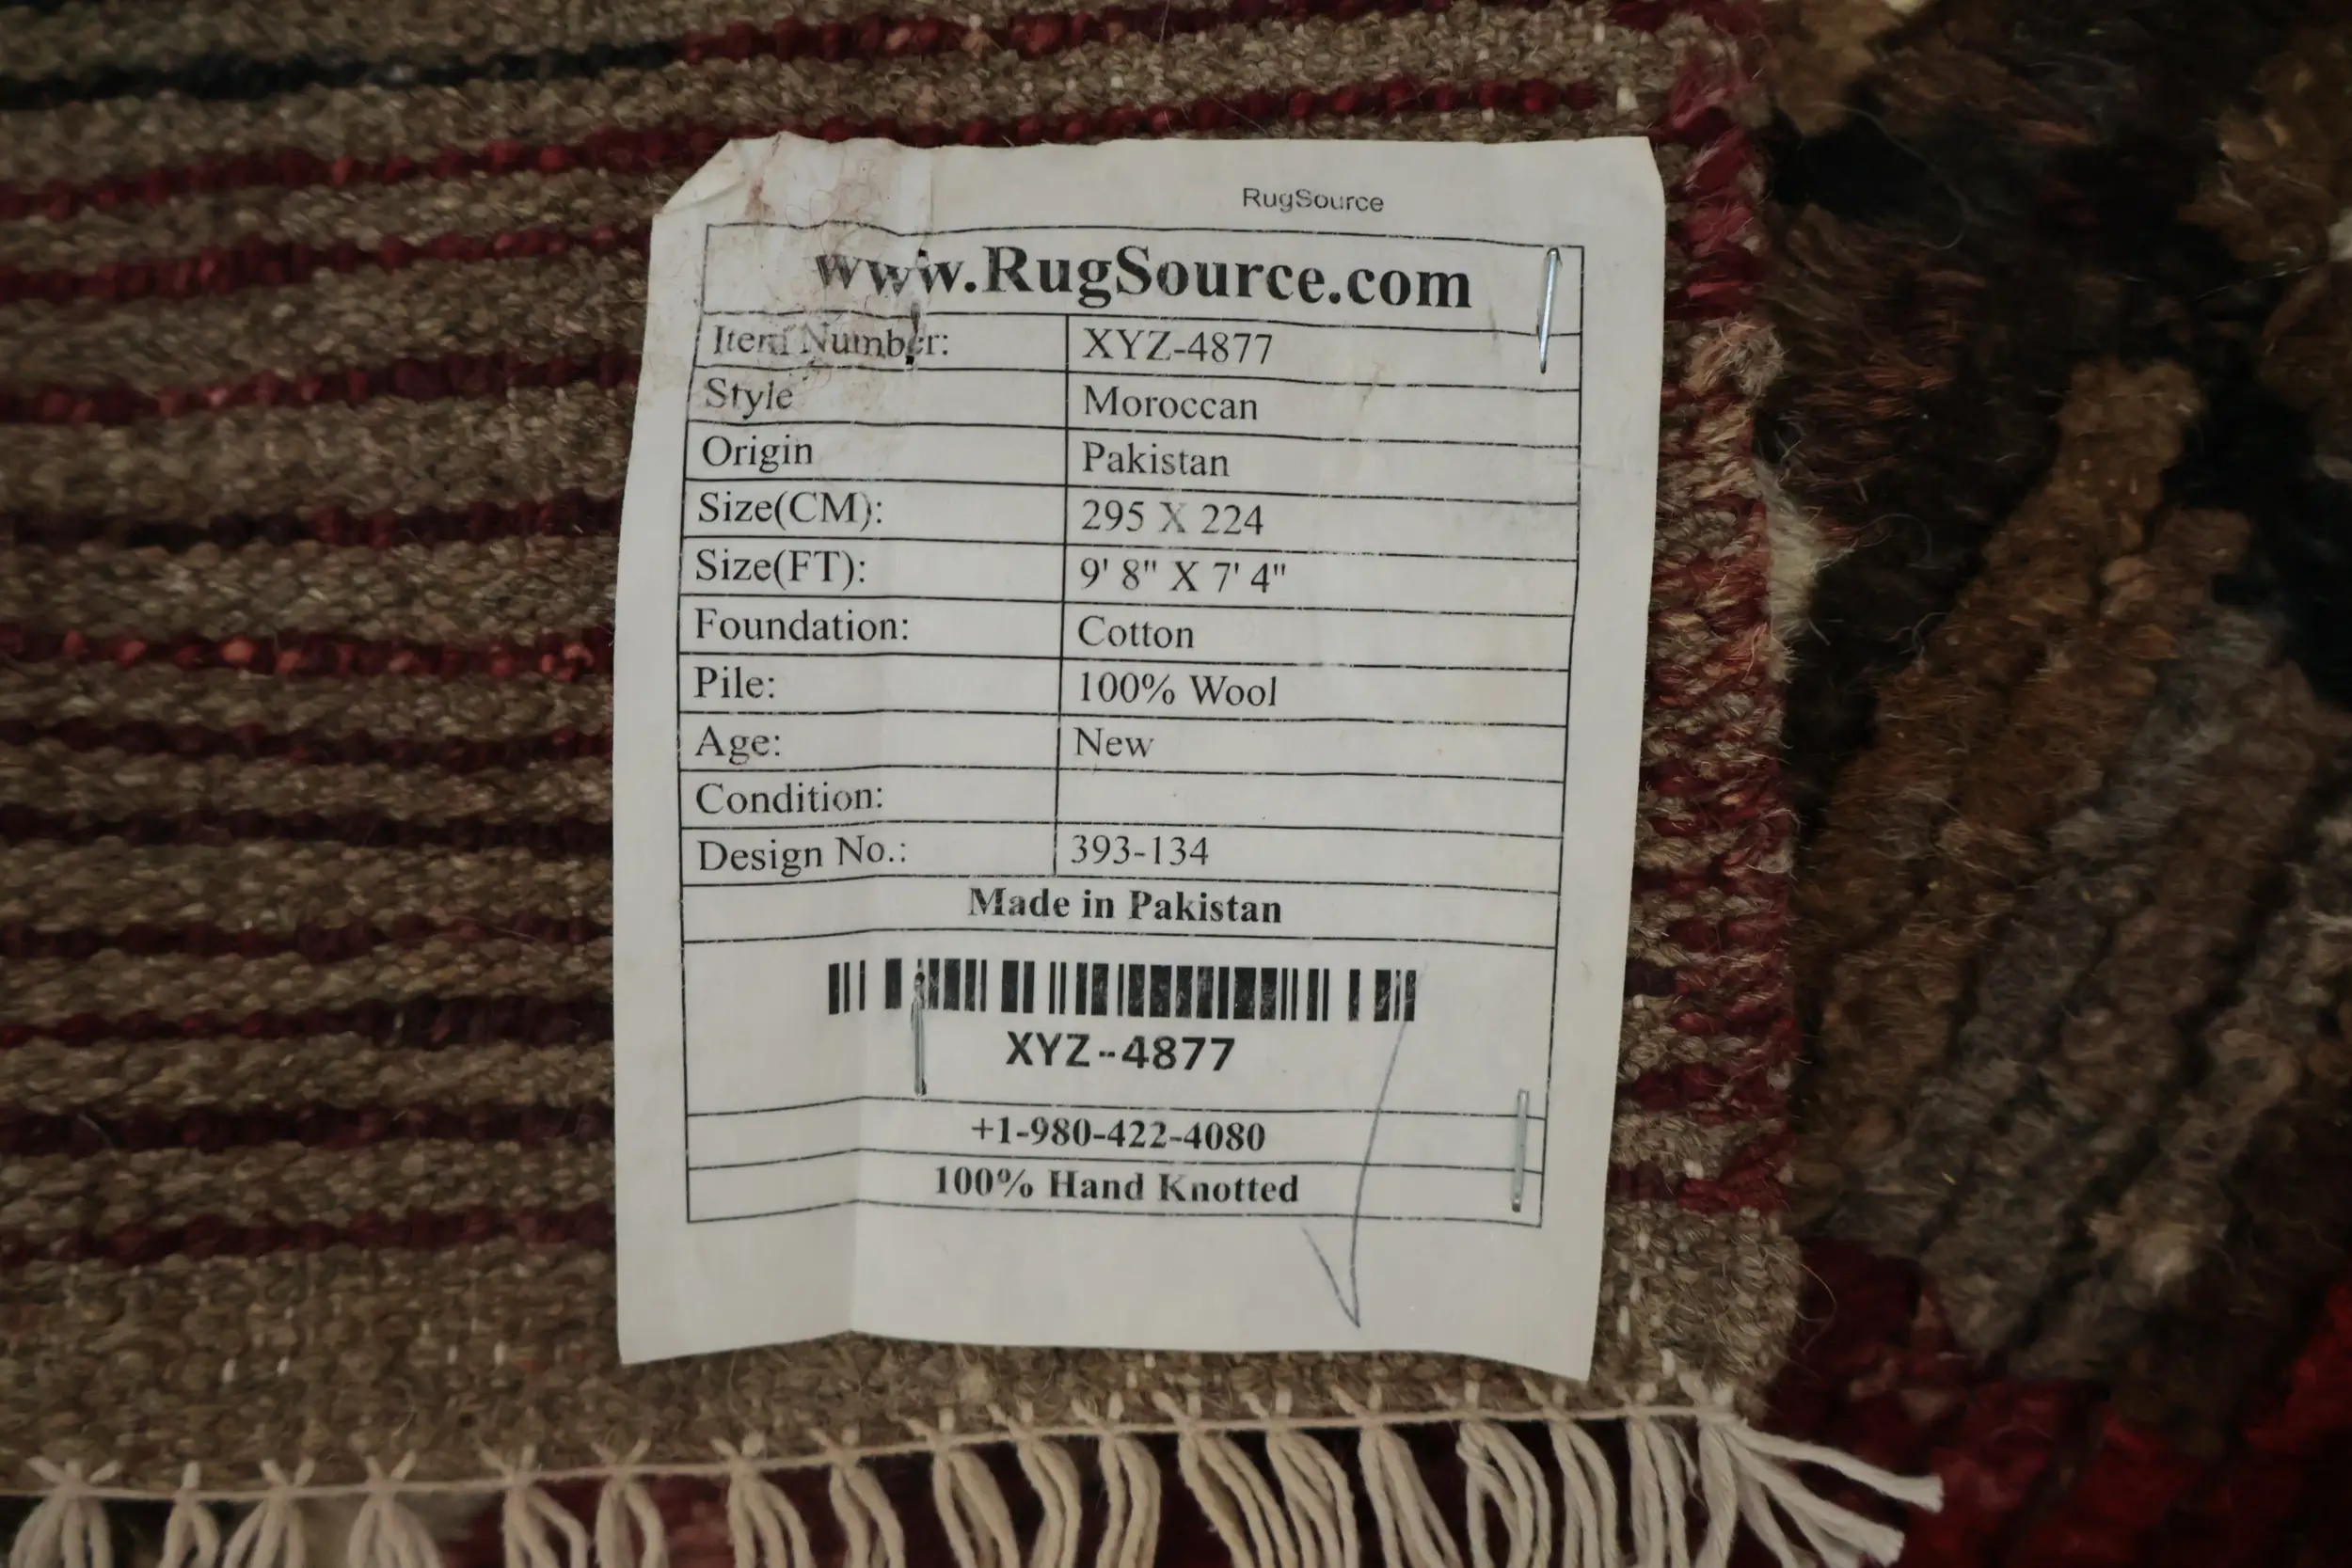 RugSource
www.RugSource.com
Item Number: XYZ-4877
Style Moroccan
Origin Pakistan
Size(CM): 295 X 224
Size(FT): 9' 8" X 7' 4"
Foundation: Cotton
Pile: 100% Wool
Age: New
Condition:
Design No.: 393-134
Made in Pakistan
XYZ-4877
+1-980-422-4080
100% Hand Knotted